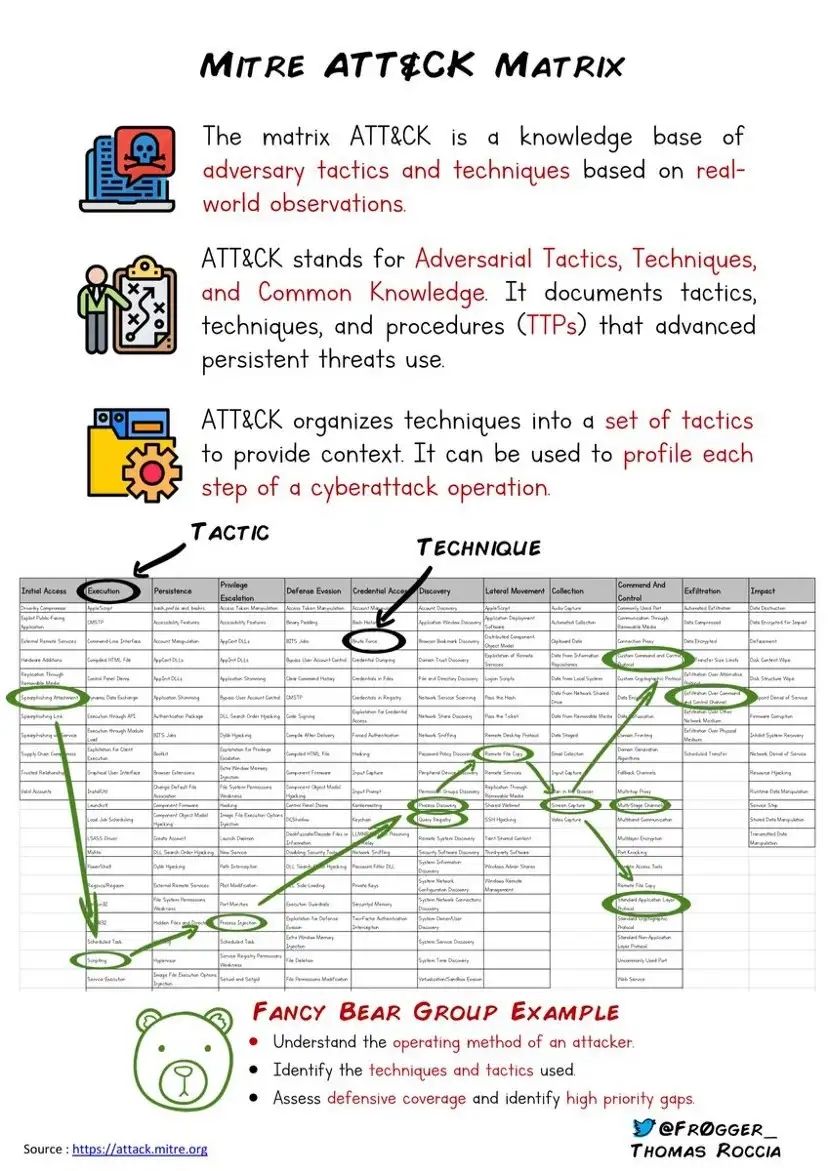 MITRE ATT&CK MATRIX
The matrix ATT&CK is a knowledge base of
adversary tactics and techniques based on real-
world observations.
ATT&CK stands for Adversarial Tactics, Techniques,
and Common Knowledge. It documents tactics,
techniques, and procedures (TTPs) that advanced
persistent threats use.
ATT&CK organizes techniques into a set of tactics
to provide context. It can be used to profile each
step of a cyberattack operation.
TACTIC
TECHNIQUE
Initial Access Execution Persistence Privilege Escalation Defense Evasion Credential Access Discovery Lateral Movement Collection Command And Control Exfiltration Impact
AppleScript Access Token Manipulation Access Token Manipulation Account Discovery AppleScript Audio Capture Commonly Used Port Automated Exfiltration Data Destruction
Exploit Public-Facing Application CMSTP Accessibility Features Accessibility Features Binary Padding Application Window Discovery Application Deployment Software Automated Collection Communication Through Removable Media Data Compressed Data Encrypted for Impact
External Remote Services Command-Line Interface Account Manipulation AppCert DLLs BITS Jobs Brute Force Browser Bookmark Discovery Distributed Component Object Model Clipboard Data Connection Proxy Data Encrypted Defacement
Hardware Additions Compiled HTML File AppCert DLLs AppInit DLLs Bypass User Account Control Credential Dumping Domain Trust Discovery Exploitation of Remote Services Data from Information Repositories Custom Command and Control Protocol Transfer Size Limits Disk Content Wipe
Replication Through Removable Media Control Panel Items AppInit DLLs Application Shimming Clear Command History Credentials in Files File and Directory Discovery Logon Scripts Data from Local System Custom Cryptographic Protocol Exfiltration Over Alternative Protocol Disk Structure Wipe
Spearphishing Attachment Dynamic Data Exchange Application Shimming Bypass User Account Control CMSTP Credentials in Registry Network Service Scanning Pass the Hash Data from Network Shared Drive Data Exfiltration Over Command and Control Channel Denial of Service
Spearphishing Link Execution through API Authentication Package DLL Search Order Hijacking Code Signing Exploitation for Credential Access Network Share Discovery Pass the Ticket Data from Removable Media Exfiltration Over Other Network Medium Firmware Corruption
Execution through Module Load BITS Jobs Dylib Hijacking Compile After Delivery Forced Authentication Network Sniffing Remote Desktop Protocol Data Staged Domain Fronting Exfiltration Over Physical Medium Inhibit System Recovery
Supply Chain Exploitation for Client Execution Bootkit Exploitation for Privilege Escalation Compiled HTML File Hooking Password Policy Discovery Remote File Copy Email Collection Domain Generation Algorithms Scheduled Transfer Network Denial of Service
Trusted Relationship Graphical User Interface Browser Extensions Extra Window Memory Injection Component Firmware Input Capture Peripheral Device Remote Services Input Capture Fallback Channels Resource Hijacking
Valid Accounts InstallUtil Change Default File Association File System Permissions Weakness Component Object Model Hijacking Input Prompt Permission Groups Discovery Replication Through Removable Media Man in the Browser Multi-hop Proxy Runtime Data Manipulation
Launchctl Component Firmware Hooking Control Panel Items Kerberoasting Process Discovery Shared Webroot Screen Capture Multi-Stage Channels Service Stop
Local Job Scheduling Component Object Model Hijacking Image File Execution Options Injection DCShadow Keychain Query Registry SSH Hijacking Video Capture Multiband Communication Stored Data Manipulation
LSASS Driver Create Account Launch Daemon Deobfuscate/Decode Files or Information Remote System Discovery Taint Shared Content Multilayer Encryption Transmitted Data Manipulation
Mshta DLL Search Order Hijacking New Service Disabling Security Tools Network Sniffing Security Software Discovery Third-party Software Port Knocking
PowerShell Dylib Hijacking Path Interception DLL Search Order Hijacking Password Filter DLL System Information Discovery Windows Admin Shares Remote Access Tools
Regsvcs/Regasm External Remote Services Plist Modification DLL Side-Loading Private Keys System Network Configuration Discovery Windows Remote Management Remote File Copy
File System Permissions Weakness Port Monitors Execution Guardrails Securityd Memory System Network Connections Discovery Standard Application Layer Protocol
Hidden Files and Process Injection Exploitation for Defense Evasion Two-Factor Authentication Interception System Owner/User Discovery Standard Cryptographic Protocol
Scheduled Task Scheduled Task Extra Window Memory Injection System Service Discovery Standard Non-Application Layer Protocol
Scripting Hypervisor Service Registry Permissions Weakness File Deletion System Time Discovery Uncommonly Used Port
Service Execution Image File Execution Options Injection Setuid and Setgid File Permissions Modification Virtualization/Sandbox Evasion Web Service
FANCY BEAR GROUP EXAMPLE
• Understand the operating method of an attacker.
• Identify the techniques and tactics used.
• Assess defensive coverage and identify high priority gaps.
@FR0GGER_
THOMAS ROCCIA
Source : https://attack.mitre.org